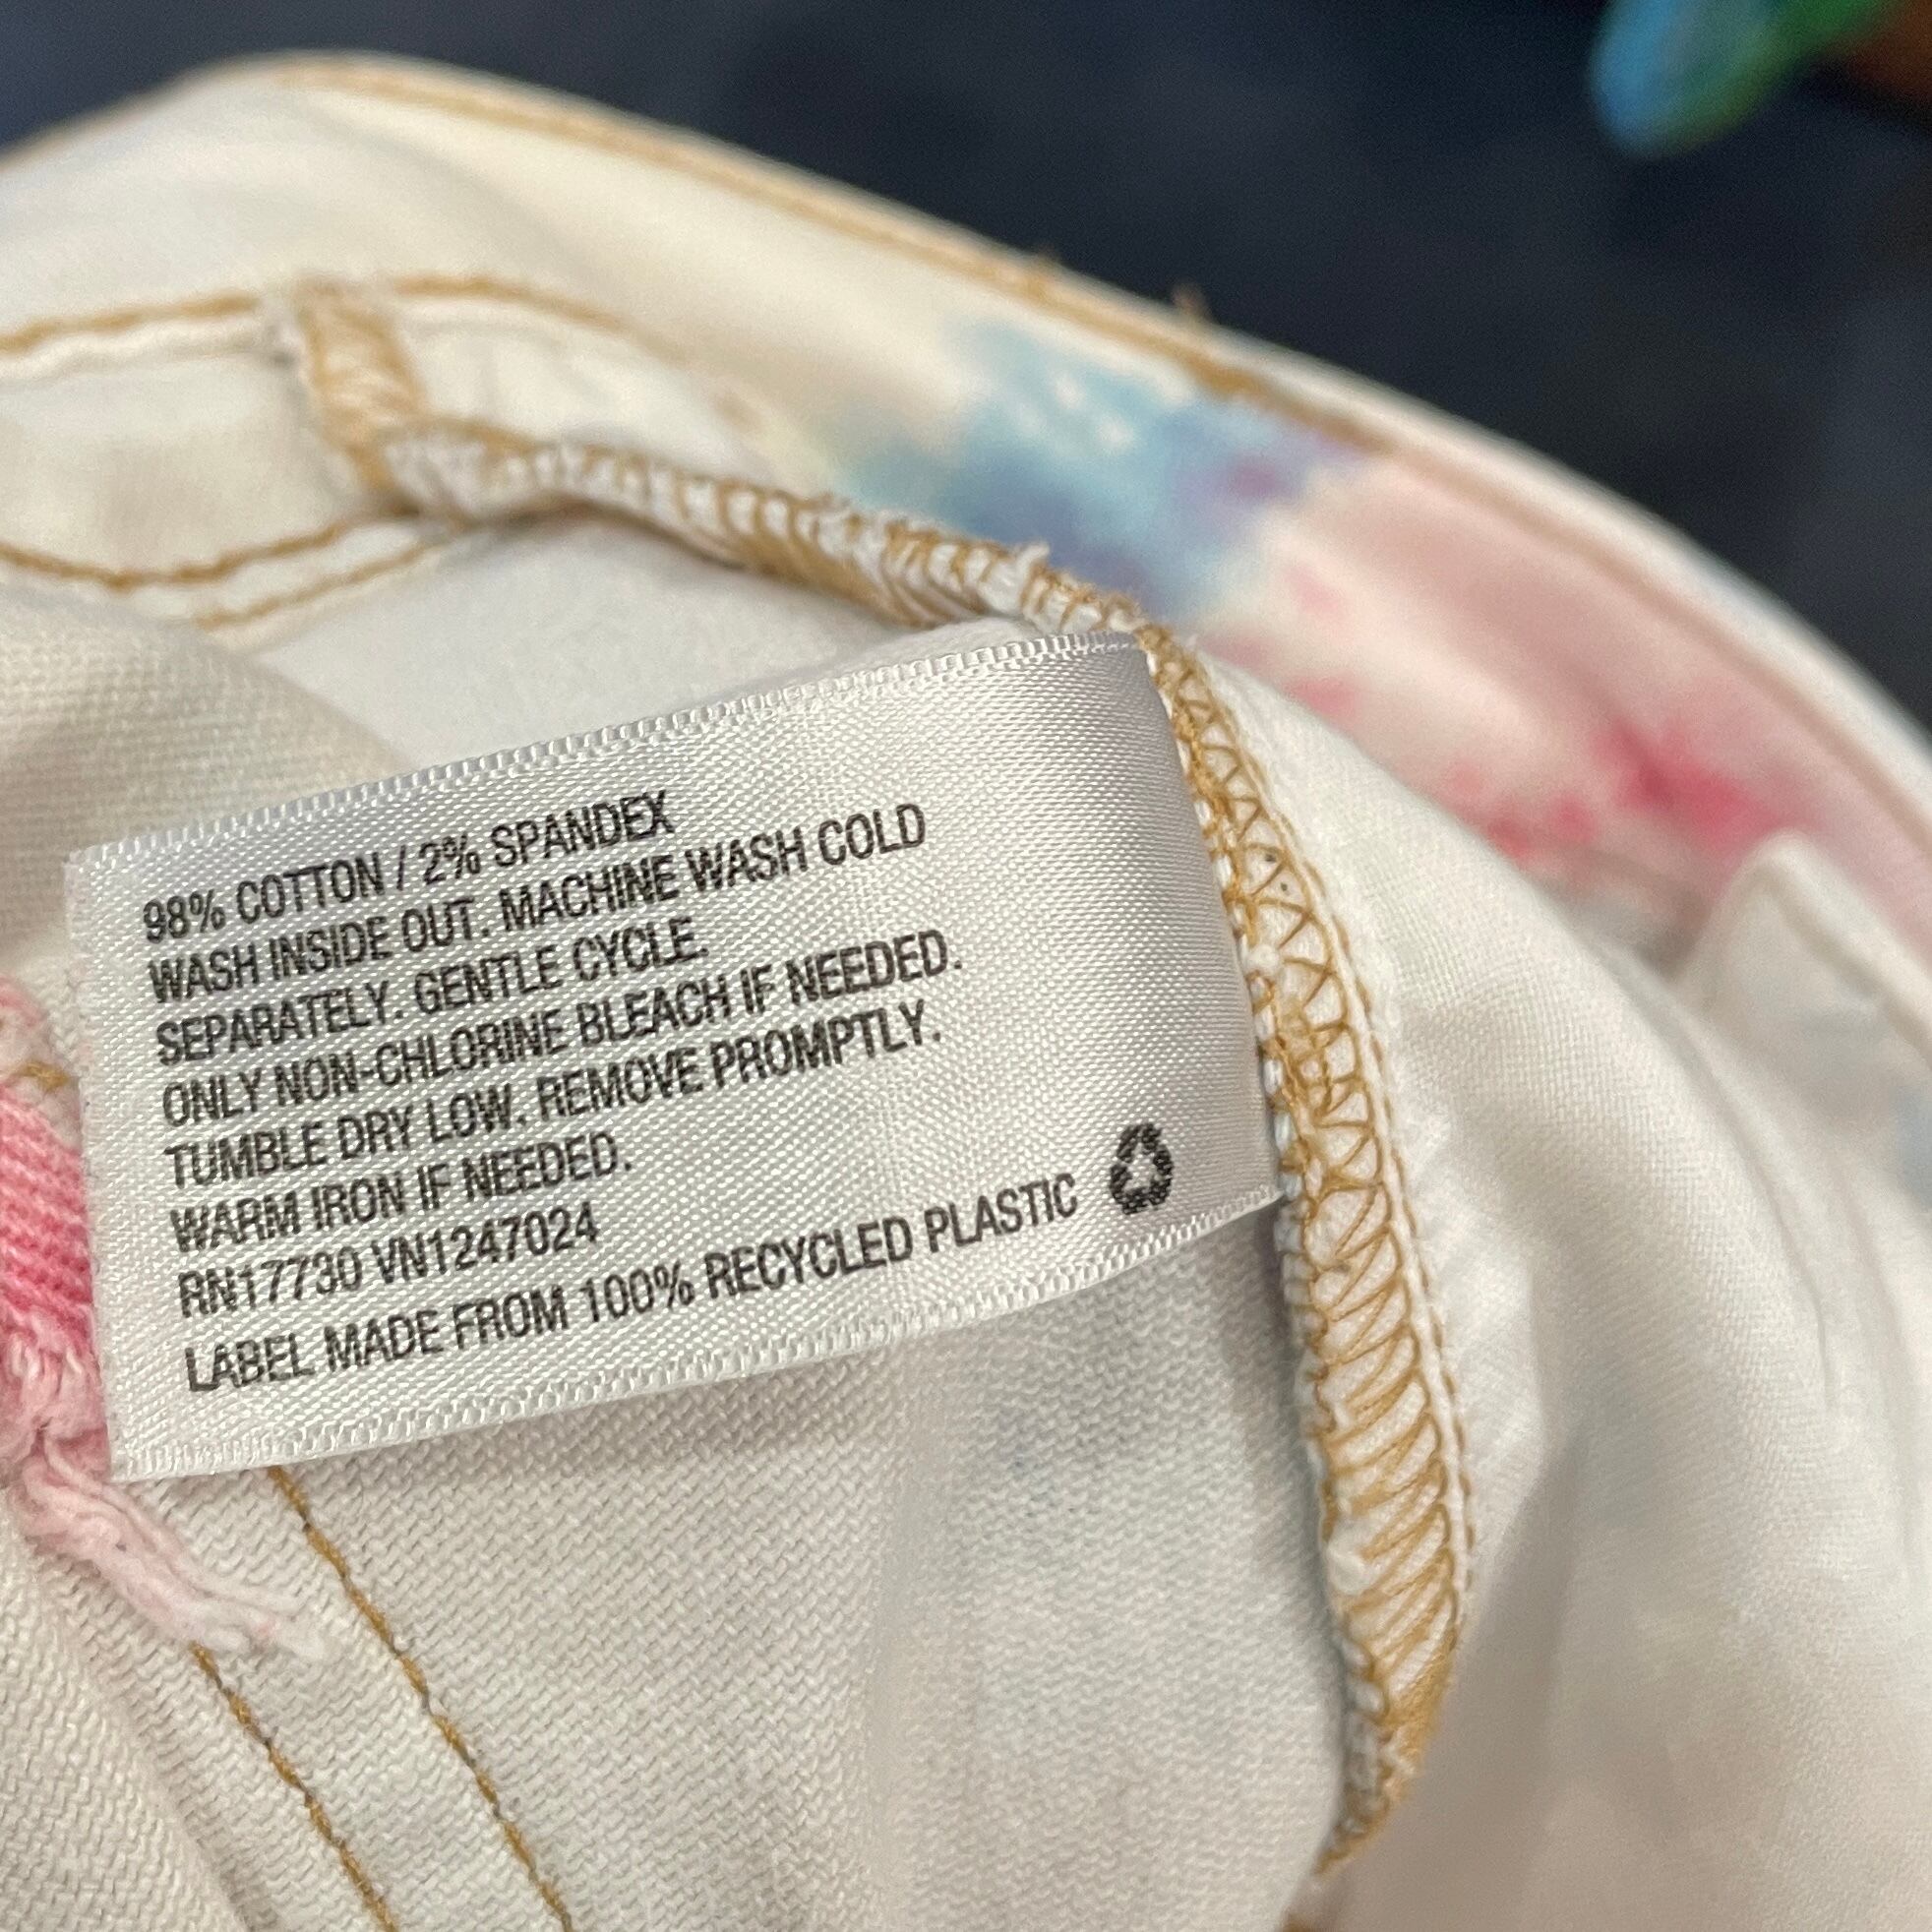 98% COTTON / 2% SPANDEX
WASH INSIDE OUT. MACHINE WASH COLD
SEPARATELY. GENTLE CYCLE.
ONLY NON-CHLORINE BLEACH IF NEEDED.
TUMBLE DRY LOW. REMOVE PROMPTLY.
WARM IRON IF NEEDED.
RN17730 VN1247024
LABEL MADE FROM 100% RECYCLED PLASTIC